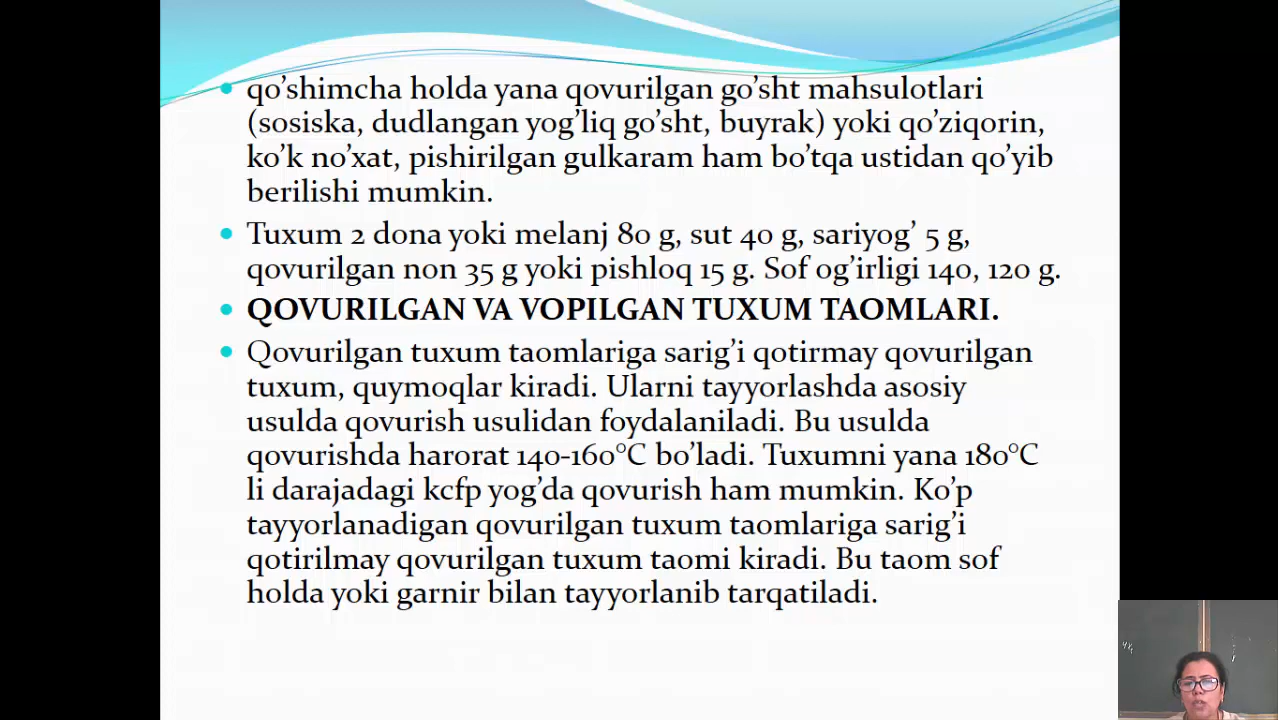 qo’shimcha holda yana qovurilgan go’sht mahsulotlari
(sosiska, dudlangan yog’liq go’sht, buyrak) yoki qo’ziqorin,
ko’k no’xat, pishirilgan gulkaram ham bo’tqa ustidan qo’yib
berilishi mumkin.
Tuxum 2 dona yoki melanj 80 g, sut 40 g, sariyog’ 5 g,
qovurilgan non 35 g yoki pishloq 15 g. Sof og’irligi 140, 120 g.
QOVURILGAN VA VOPILGAN TUXUM TAOMLARI.
Qovurilgan tuxum taomlariga sarig’i qotirmay qovurilgan
tuxum, quymoqlar kiradi. Ularni tayyorlashda asosiy
usulda qovurish usulidan foydalaniladi. Bu usulda
qovurishda harorat 140-160°C bo’ladi. Tuxumni yana 180°C
li darajadagi kcfp yog’da qovurish ham mumkin. Ko’p
tayyorlanadigan qovurilgan tuxum taomlariga sarig’i
qotirilmay qovurilgan tuxum taomi kiradi. Bu taom sof
holda yoki garnir bilan tayyorlanib tarqatiladi.